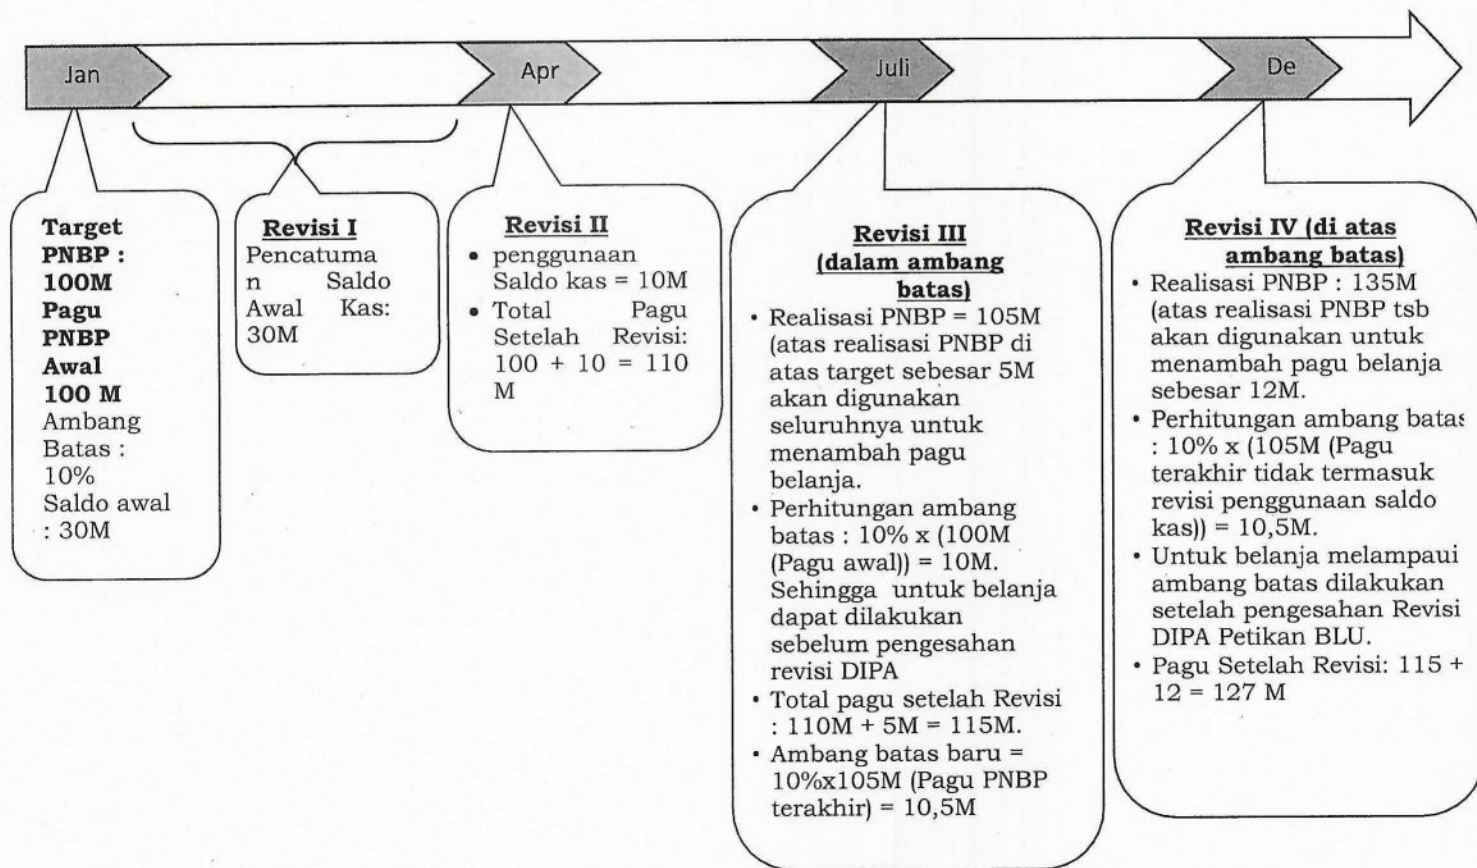 Jan
Apr
Juli
De
Target
PNBP :
100M
Pagu
PNBP
Awal
100 M
Ambang
Batas :
10%
Saldo awal
: 30M
Revisi I
Pencatuma
n Saldo
Awal Kas:
30M
Revisi II
• penggunaan
Saldo kas = 10M
• Total Pagu
Setelah Revisi:
100 + 10 = 110
M
Revisi III
(dalam ambang
batas)
• Realisasi PNBP = 105M
(atas realisasi PNBP di
atas target sebesar 5M
akan digunakan
seluruhnya untuk
menambah pagu
belanja.
• Perhitungan ambang
batas : 10% x (100M
(Pagu awal)) = 10M.
Sehingga untuk belanja
dapat dilakukan
sebelum pengesahan
revisi DIPA
• Total pagu setelah Revisi
: 110M + 5M = 115M.
• Ambang batas baru =
10%x105M (Pagu PNBP
terakhir) = 10,5M
Revisi IV (di atas
ambang batas)
• Realisasi PNBP : 135M
(atas realisasi PNBP tsb
akan digunakan untuk
menambah pagu belanja
sebesar 12M.
• Perhitungan ambang batas
: 10% x (105M (Pagu
terakhir tidak termasuk
revisi penggunaan saldo
kas)) = 10,5M.
• Untuk belanja melampaui
ambang batas dilakukan
setelah pengesahan Revisi
DIPA Petikan BLU.
• Pagu Setelah Revisi: 115 +
12 = 127 M